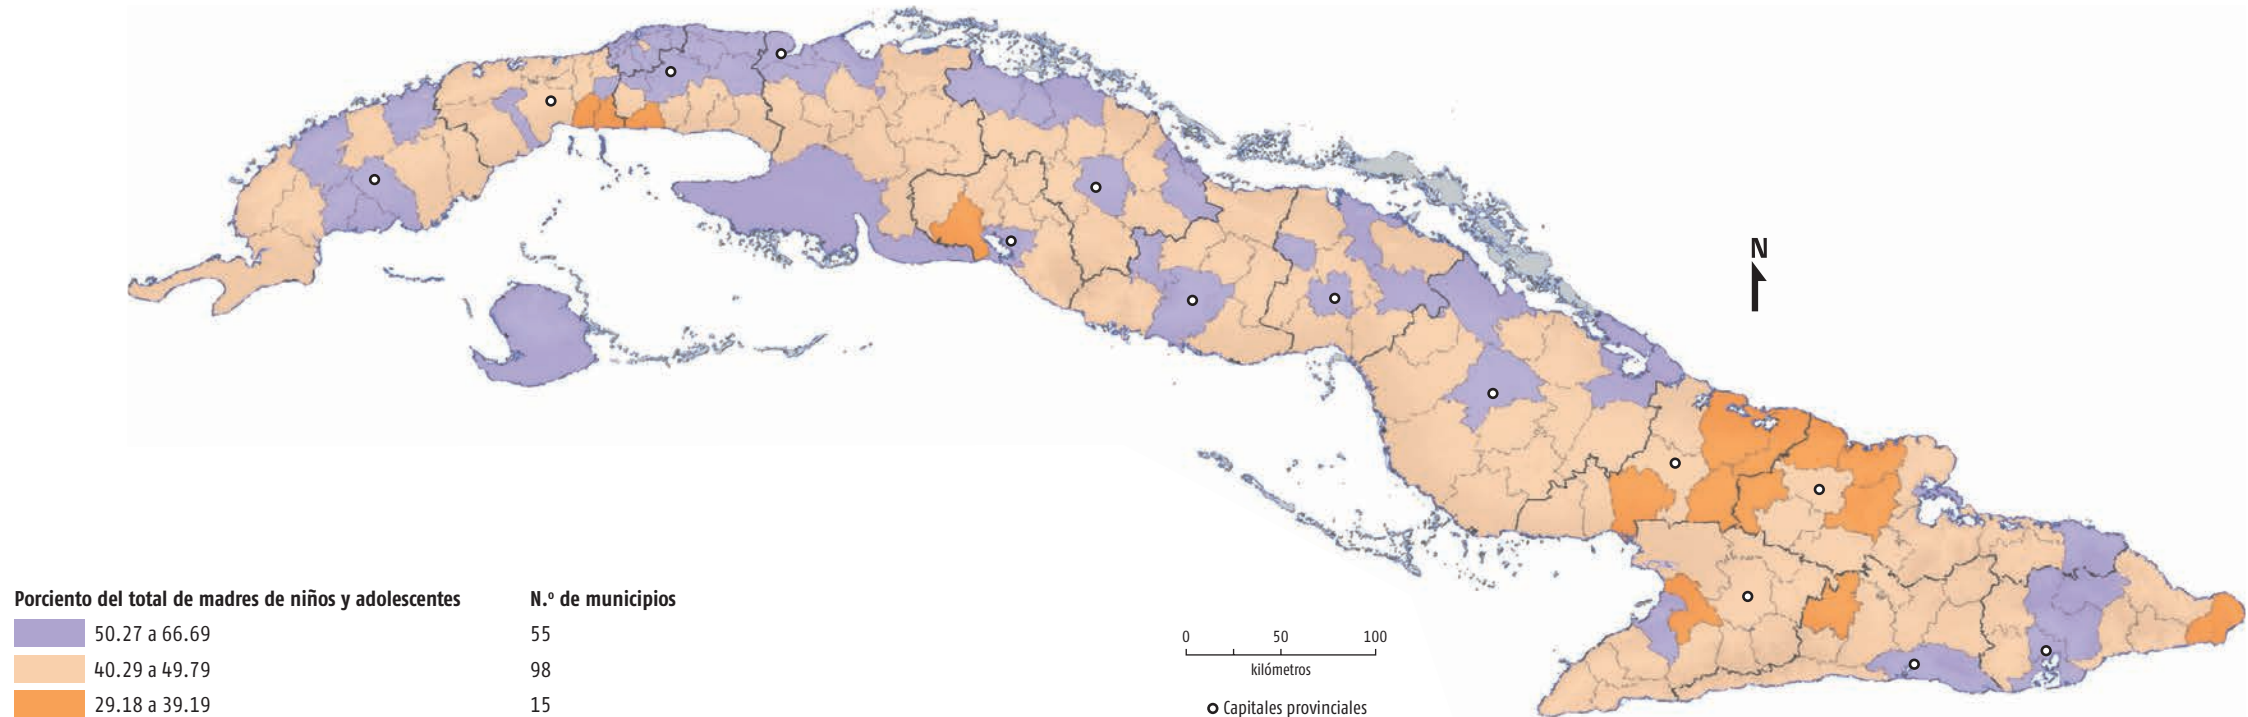 N
Porciento del total de madres de niños y adolescentes N.º de municipios
50.27 a 66.69 55
40.29 a 49.79 98
29.18 a 39.19 15
0 50 100
kilómetros
Capitales provinciales